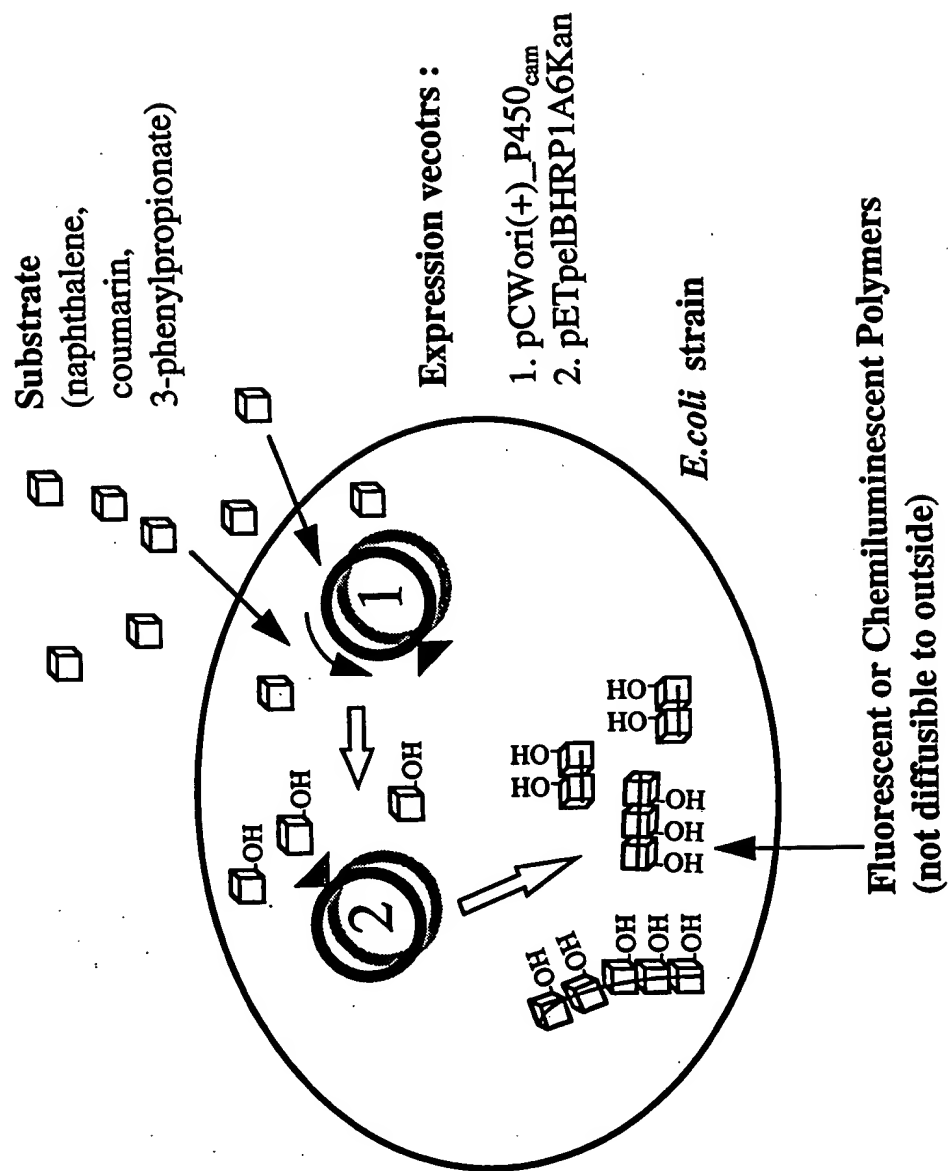 Substrate
(naphthalene,
coumarin,
3-phenylpropionate)
Expression vecotrs :
1. pCWori(+)_P450cam
2. pETpelBHRP1A6Kan
E.coli strain
1
2
OH
OH
OH
HO
HO
HO
HO
OH
OH
OH
OH
OH
OH
OH
OH
Fluorescent or Chemiluminescent Polymers
(not diffusible to outside)